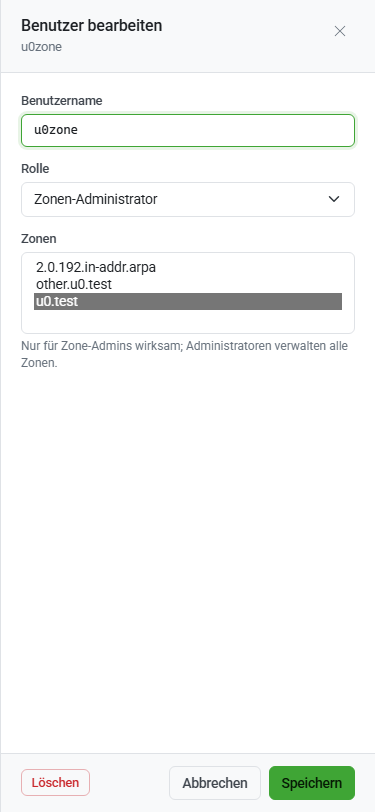 Benutzer bearbeiten
u0zone
Benutzername
u0zone
Rolle
Zonen-Administrator
Zonen
2.0.192.in-addr.arpa
other.u0.test
u0.test
Nur für Zone-Admins wirksam; Administratoren verwalten alle
Zonen.
Löschen
Abbrechen
Speichern